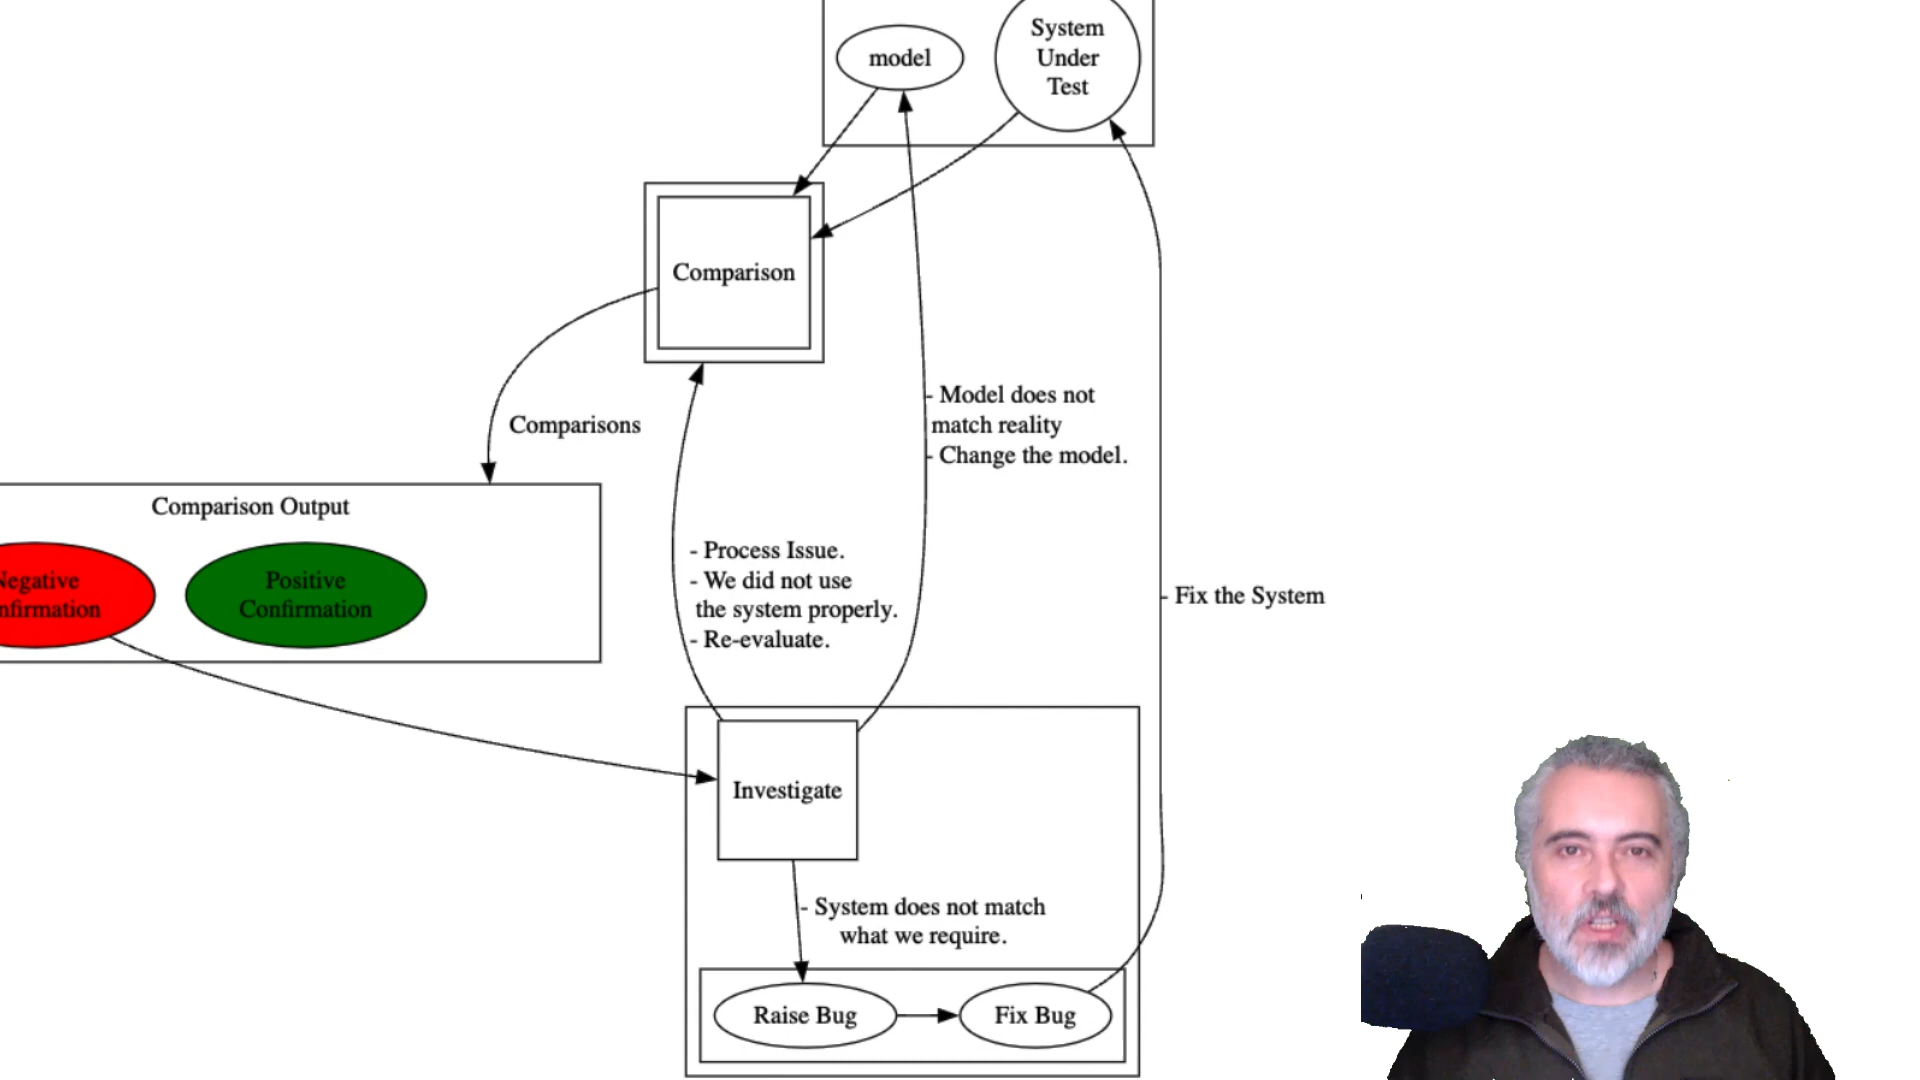 System
Under
Test
model
Comparison
- Model does not
match reality
- Change the model.
Comparisons
Comparison Output
Negative
nfirmation
Positive
Confirmation
- Process Issue.
- We did not use
the system properly.
- Re-evaluate.
- Fix the System
Investigate
- System does not match
what we require.
Raise Bug
Fix Bug